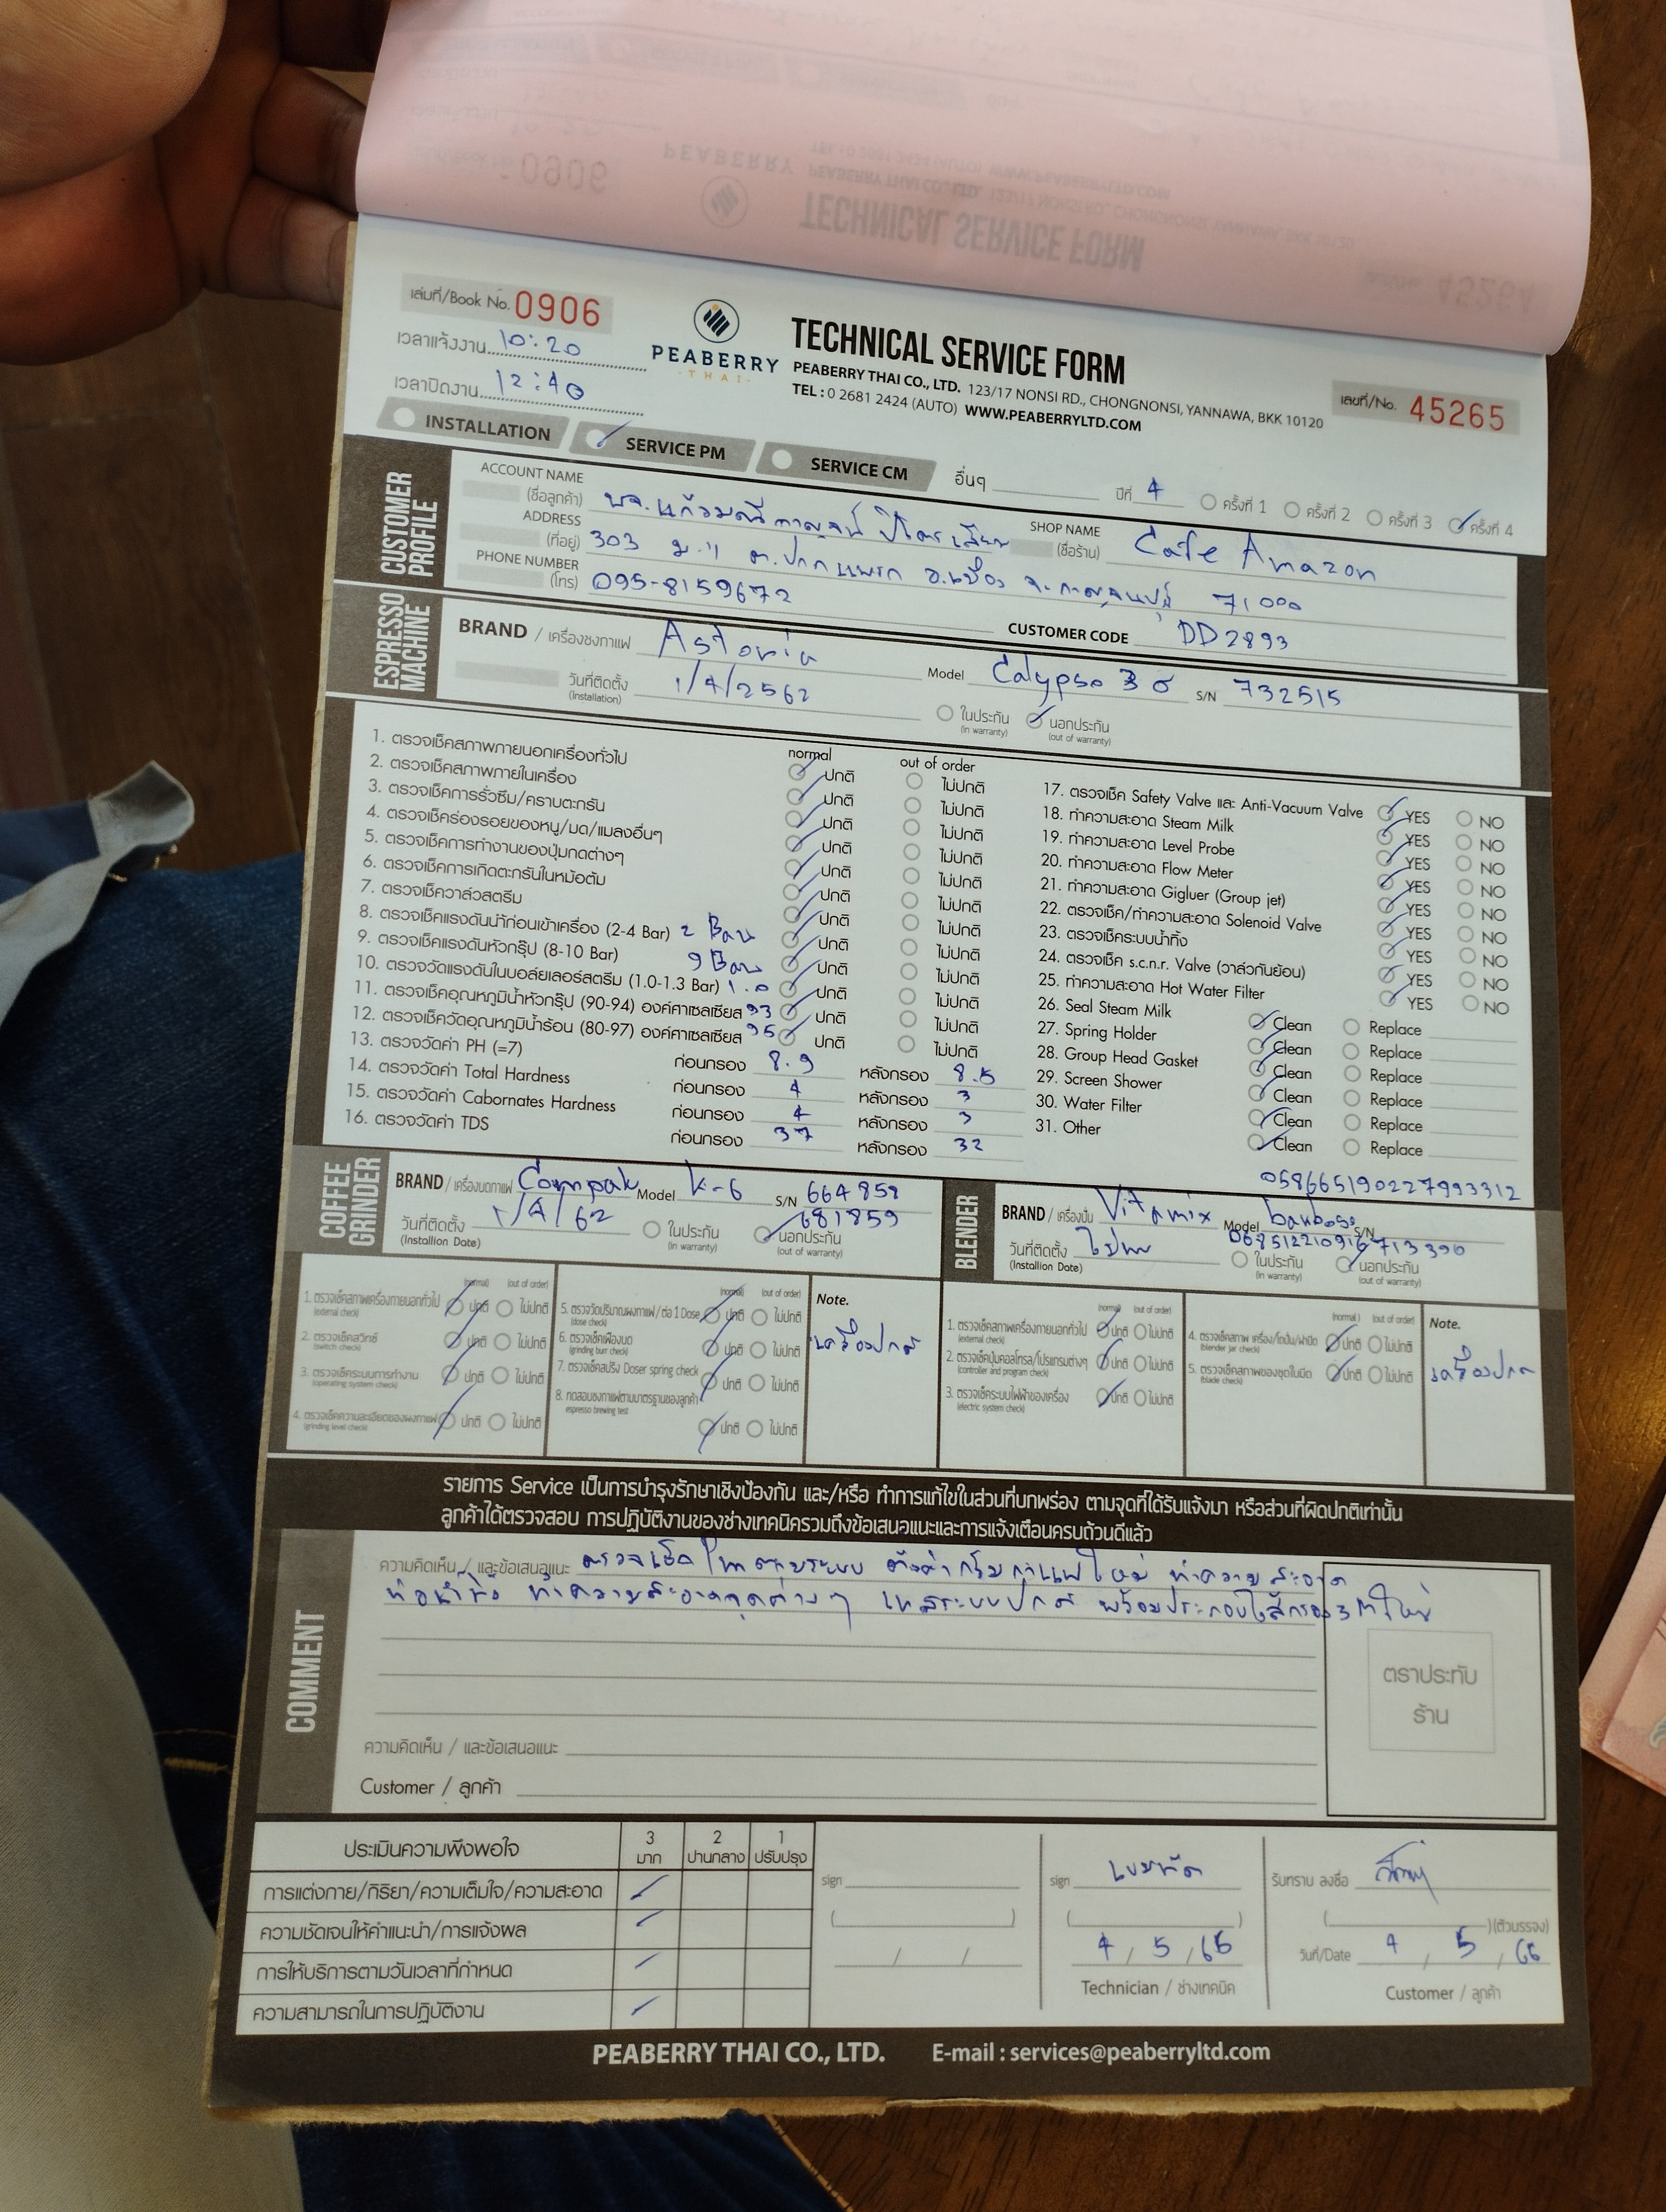 เล่มที่/Book No. 0906
เวลาแจ้งงาน 10:20
เวลาปิดงาน 12:40
PEABERRY
THAI
TECHNICAL SERVICE FORM
PEABERRY THAI CO., LTD. 123/17 NONSI RD., CHONGNONSI, YANNAWA, BKK 10120
TEL : 0 2681 2424 (AUTO) WWW.PEABERRYLTD.COM
เลขที่/No. 45265
INSTALLATION SERVICE PM SERVICE CM อื่นๆ ปีที่ 4 ครั้งที่ 1 ครั้งที่ 2 ครั้งที่ 3 ครั้งที่ 4
CUSTOMER PROFILE
ACCOUNT NAME (ชื่อลูกค้า) หจ.แก้วมณีกาญจน์ ปิโตรเลียม SHOP NAME (ชื่อร้าน) Cafe Amazon
ADDRESS (ที่อยู่) 303 ม.11 ต.ปากแพรก อ.เมือง จ.กาญจนบุรี 71000
PHONE NUMBER (โทร) 095-8159672 CUSTOMER CODE DD2893
ESPRESSO MACHINE
BRAND / เครื่องชงกาแฟ Astoria Model Calypso 3 S/N 732515
วันที่ติดตั้ง (Installation) 1/4/2562 ในประกัน (in warranty) นอกประกัน (out of warranty)
normal out of order
1. ตรวจเช็คสภาพภายนอกเครื่องทั่วไป ปกติ ไม่ปกติ
2. ตรวจเช็คสภาพภายในเครื่อง ปกติ ไม่ปกติ
3. ตรวจเช็คการรั่วซึม/คราบตะกรัน ปกติ ไม่ปกติ
4. ตรวจเช็คร่องรอยของหนู/มด/แมลงอื่นๆ ปกติ ไม่ปกติ
5. ตรวจเช็คการทำงานของปุ่มกดต่างๆ ปกติ ไม่ปกติ
6. ตรวจเช็คการเกิดตะกรันในหม้อต้ม ปกติ ไม่ปกติ
7. ตรวจเช็ควาล์วสตรีม ปกติ ไม่ปกติ
8. ตรวจเช็คแรงดันน้ำก่อนเข้าเครื่อง (2-4 Bar) 2 Bar ปกติ ไม่ปกติ
9. ตรวจเช็คแรงดันหัวกรุ๊ป (8-10 Bar) 9 Bar ปกติ ไม่ปกติ
10. ตรวจวัดแรงดันในบอล์ยเลอร์สตรีม (1.0-1.3 Bar) 1.0 ปกติ ไม่ปกติ
11. ตรวจเช็คอุณหภูมิน้ำหัวกรุ๊ป (90-94) องค์ศาเซลเซียส 93 ปกติ ไม่ปกติ
12. ตรวจเช็ควัดอุณหภูมิน้ำร้อน (80-97) องค์ศาเซลเซียส 95 ปกติ ไม่ปกติ
13. ตรวจวัดค่า PH (=7) ก่อนกรอง 8.9 หลังกรอง 8.5
14. ตรวจวัดค่า Total Hardness ก่อนกรอง 4 หลังกรอง 3
15. ตรวจวัดค่า Cabornates Hardness ก่อนกรอง 4 หลังกรอง 3
16. ตรวจวัดค่า TDS ก่อนกรอง 37 หลังกรอง 32
17. ตรวจเช็ค Safety Valve และ Anti-Vacuum Valve YES NO
18. ทำความสะอาด Steam Milk YES NO
19. ทำความสะอาด Level Probe YES NO
20. ทำความสะอาด Flow Meter YES NO
21. ทำความสะอาด Gigluer (Group jet) YES NO
22. ตรวจเช็ค/ทำความสะอาด Solenoid Valve YES NO
23. ตรวจเช็คระบบน้ำทิ้ง YES NO
24. ตรวจเช็ค s.c.n.r. Valve (วาล์วกันย้อน) YES NO
25. ทำความสะอาด Hot Water Filter YES NO
26. Seal Steam Milk Clean Replace
27. Spring Holder Clean Replace
28. Group Head Gasket Clean Replace
29. Screen Shower Clean Replace
30. Water Filter Clean Replace
31. Other Clean Replace
COFFEE GRINDER
BRAND / เครื่องบดกาแฟ Compak Model K-6 S/N 664859
681859
วันที่ติดตั้ง (Installion Date) 1/4/62 ในประกัน (in warranty) นอกประกัน (out of warranty)
(normal) (out of order)
1. ตรวจเช็คสภาพเครื่องภายนอกทั่วไป (external check) ปกติ ไม่ปกติ
2. ตรวจเช็คสวิทช์ (switch check) ปกติ ไม่ปกติ
3. ตรวจเช็คระบบการทำงาน (operating system check) ปกติ ไม่ปกติ
4. ตรวจเช็คความละเอียดของผงกาแฟ (grinding level check) ปกติ ไม่ปกติ
(normal) (out of order)
5. ตรวจวัดปริมาณผงกาแฟ / ต่อ 1 Dose (dose check) ปกติ ไม่ปกติ
6. ตรวจเช็คเฟืองบด (grinding burr check) ปกติ ไม่ปกติ
7. ตรวจเช็คสปริง Doser spring check ปกติ ไม่ปกติ
8. ทดสอบชงกาแฟตามมาตรฐานของลูกค้า espresso brewing test ปกติ ไม่ปกติ
Note.
เครื่องปกติ
BLENDER
058665190227993312
BRAND / เครื่องปั่น Vitamix Model S/N
068512210916713390
วันที่ติดตั้ง (Installion Date) ในประกัน (in warranty) นอกประกัน (out of warranty)
(normal) (out of order)
1. ตรวจเช็คสภาพเครื่องภายนอกทั่วไป (external check) ปกติ ไม่ปกติ
2. ตรวจเช็คปุ่มคอลโทรล/โปรแกรมต่างๆ (controller and program check) ปกติ ไม่ปกติ
3. ตรวจเช็คระบบไฟฟ้าของเครื่อง (electric system check) ปกติ ไม่ปกติ
(normal) (out of order)
4. ตรวจเช็คสภาพ เครื่อง/โถปั่น/ฝาปิด (blender jar check) ปกติ ไม่ปกติ
5. ตรวจเช็คสภาพของชุดใบมีด (blade check) ปกติ ไม่ปกติ
Note.
เครื่องปกติ
รายการ Service เป็นการบำรุงรักษาเชิงป้องกัน และ/หรือ ทำการแก้ไขในส่วนที่บกพร่อง ตามจุดที่ได้รับแจ้งมา หรือส่วนที่ผิดปกติเท่านั้น
ลูกค้าได้ตรวจสอบ การปฏิบัติงานของช่างเทคนิครวมถึงข้อเสนอแนะและการแจ้งเตือนครบถ้วนดีแล้ว
COMMENT
ความคิดเห็น / และข้อเสนอแนะ ตรวจเช็ค ระบบ ตั้งค่ากรัมกาแฟใหม่ ทำความสะอาด
ท่อน้ำทิ้ง ทำความสะอาดจุดต่างๆ ระบบปกติ พร้อมประกอบไส้กรอง 3 ใหม่
ความคิดเห็น / และข้อเสนอแนะ
Customer / ลูกค้า
ตราประทับ
ร้าน
ประเมินความพึงพอใจ 3 มาก 2 ปานกลาง 1 ปรับปรุง
การแต่งกาย/กิริยา/ความเต็มใจ/ความสะอาด
ความชัดเจนให้คำแนะนำ/การแจ้งผล
การให้บริการตามวันเวลาที่กำหนด
ความสามารถในการปฏิบัติงาน
sign
sign
4 / 5 / 65
Technician / ช่างเทคนิค
รับทราบ ลงชื่อ
(ตัวบรรจง)
วันที่/Date 4 / 5 / 66
Customer / ลูกค้า
PEABERRY THAI CO., LTD. E-mail : services@peaberryltd.com